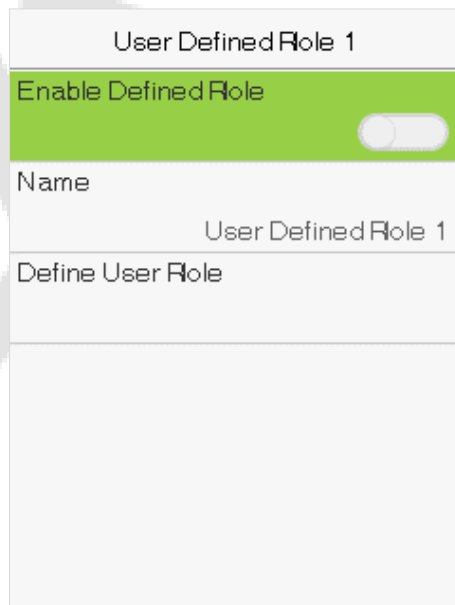 User Defined Role 1
Enable Defined Role
Name
User Defined Role 1
Define User Role